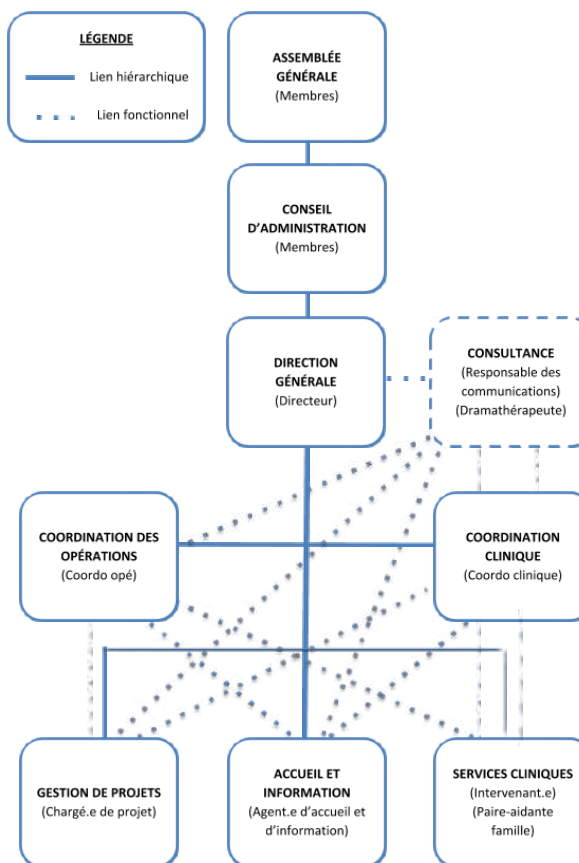 LÉGENDE
Lien hiérarchique
Lien fonctionnel
ASSEMBLÉE
GÉNÉRALE
(Membres)
CONSEIL
D'ADMINISTRATION
(Membres)
DIRECTION
GÉNÉRALE
(Directeur)
CONSULTANCE
(Responsable des
communications)
(Dramathérapeute)
COORDINATION DES
OPÉRATIONS
(Coordo opé)
COORDINATION
CLINIQUE
(Coordo clinique)
GESTION DE PROJETS
(Chargé.e de projet)
ACCUEIL ET
INFORMATION
(Agent.e d'accueil et
d'information)
SERVICES CLINIQUES
(Intervenant.e)
(Paire-aidante
famille)